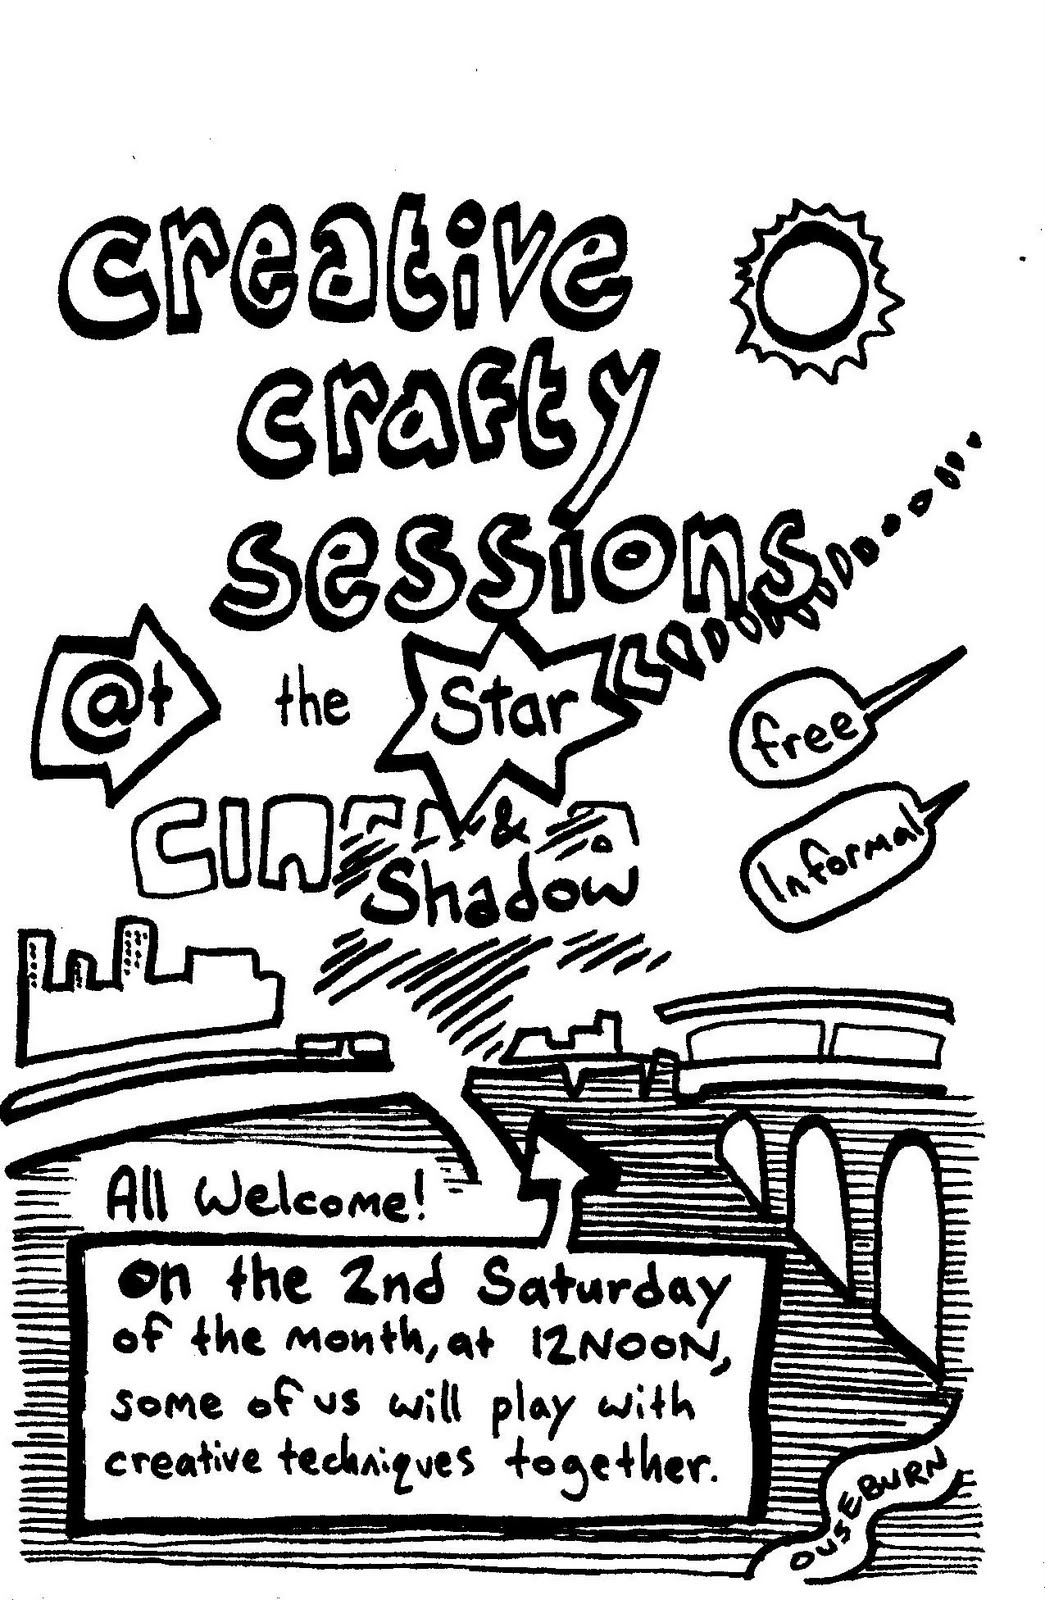 Creative
crafty
sessions
@t the Star
& 
Shadow
CINEMA
free
Informal
All Welcome!
On the 2nd Saturday
of the month, at 12NOON,
some of us will play with
creative techniques together.
OUSEBURN